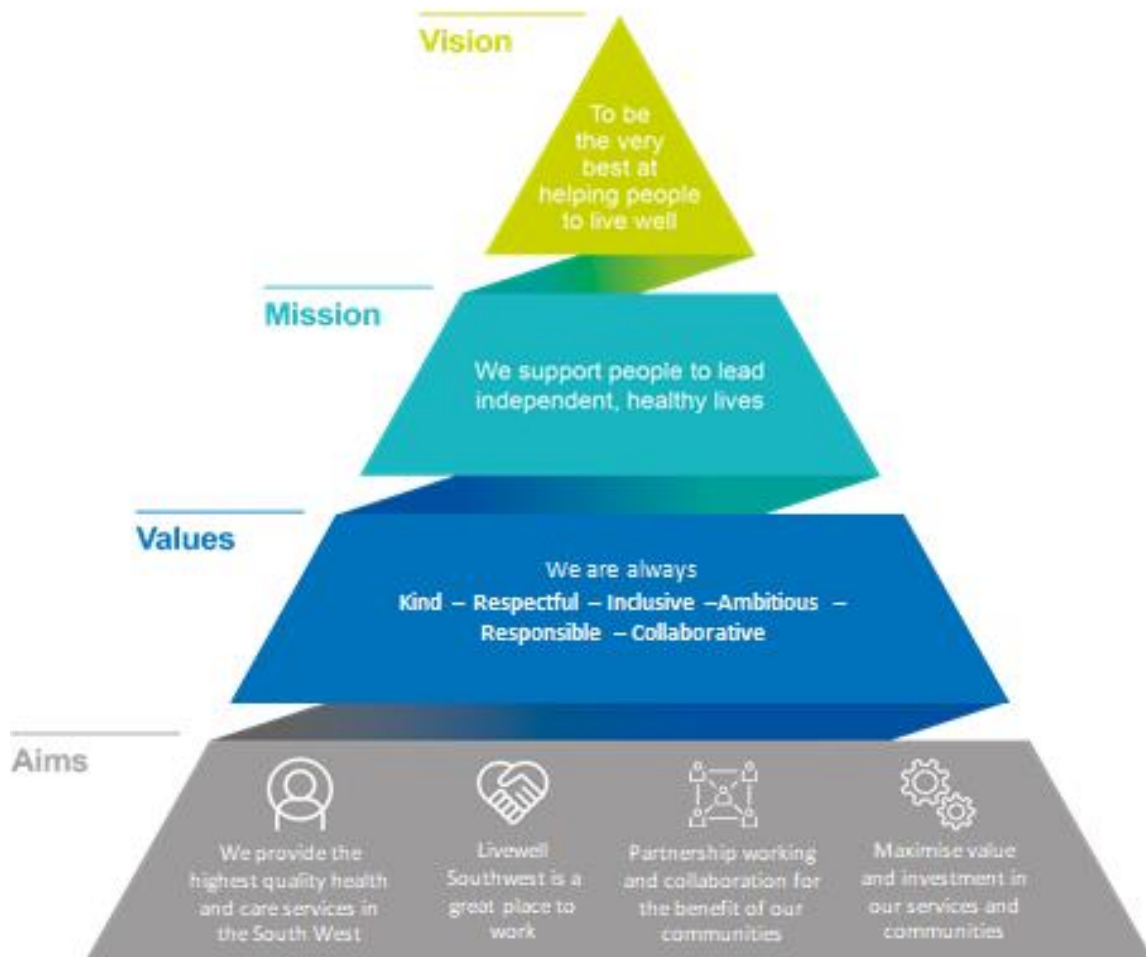 Vision
To be
the very
best at
helping people
to live well
Mission
We support people to lead
independent, healthy lives
Values
We are always
Kind – Respectful – Inclusive –Ambitious –
Responsible – Collaborative
Aims
We provide the
highest quality health
and care services in
the South West
Livewell
Southwest is a
great place to
work
Partnership working
and collaboration for
the benefit of our
communities
Maximise value
and investment in
our services and
communities